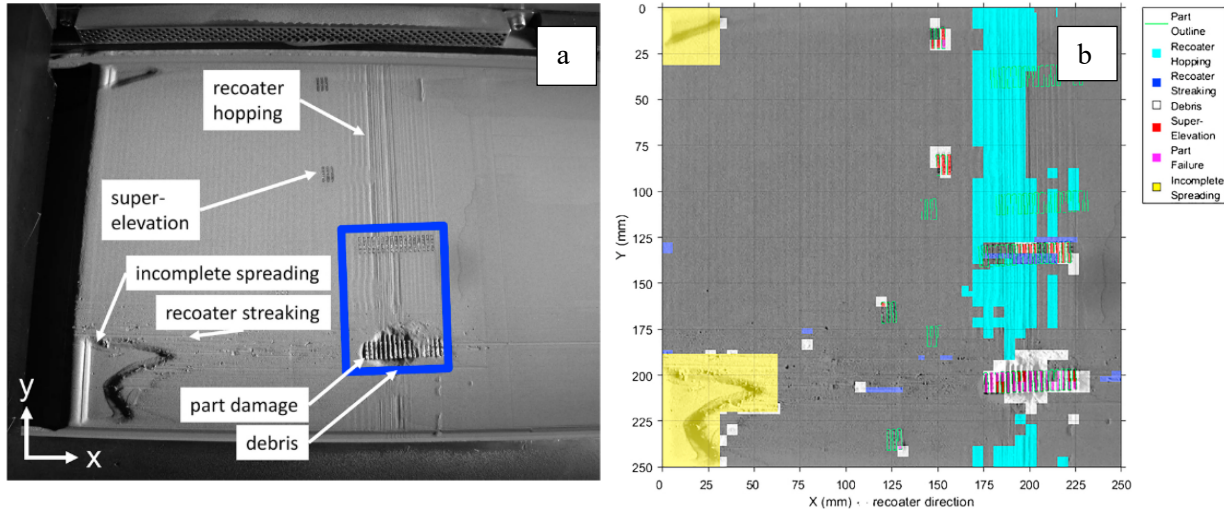 a
recoater
hopping
super-
elevation
incomplete spreading
recoater streaking
part damage
debris
y
x
b
0
25
50
75
100
125
150
175
200
225
250
Y (mm)
0 25 50 75 100 125 150 175 200 225 250
X (mm) ← recoater direction
Part
Outline
Recoater
Hopping
Recoater
Streaking
Debris
Super-
Elevation
Part
Failure
Incomplete
Spreading